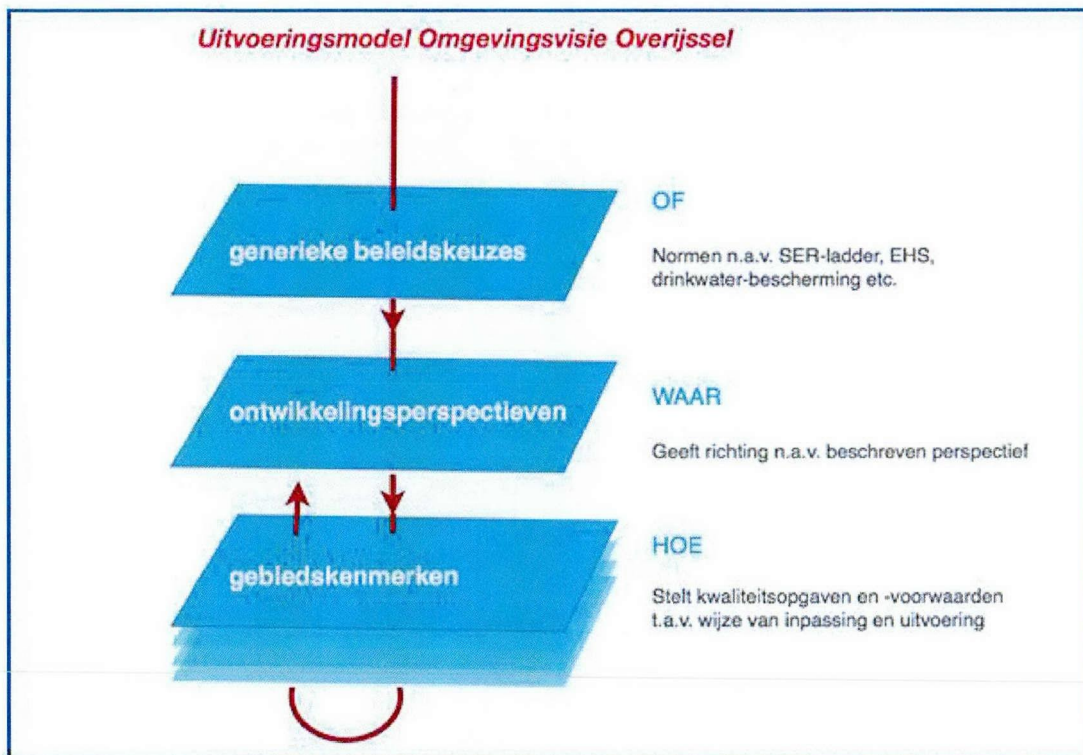 Uitvoeringsmodel Omgevingsvisie Overijssel
generieke beleidskeuzes
OF
Normen n.a.v. SER-ladder, EHS,
drinkwater-bescherming etc.
ontwikkelingsperspectieven
WAAR
Geeft richting n.a.v. beschreven perspectief
gebiedskenmerken
HOE
Stelt kwaliteitsopgaven en -voorwaarden
t.a.v. wijze van inpassing en uitvoering